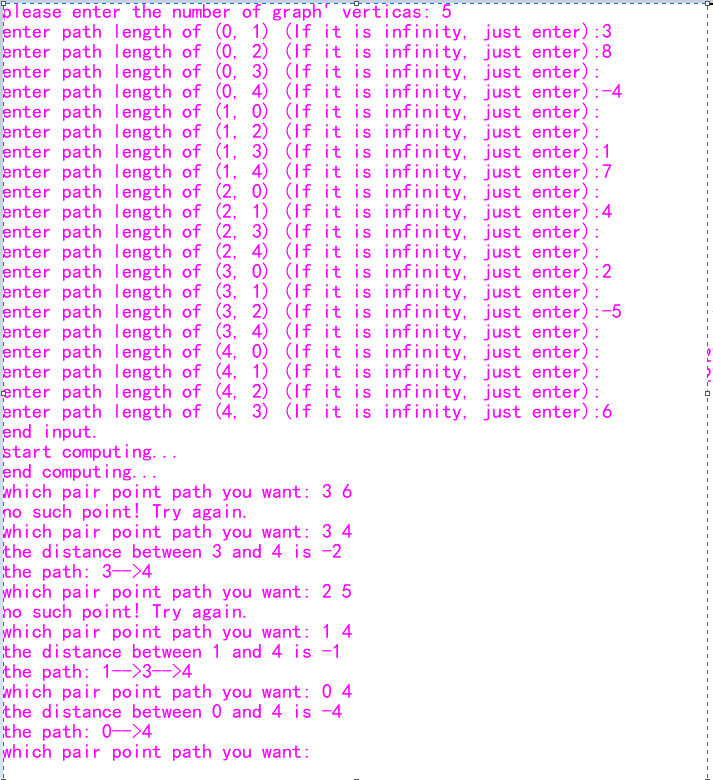 please enter the number of graph' verticas: 5
enter path length of (0, 1) (If it is infinity, just enter):3
enter path length of (0, 2) (If it is infinity, just enter):8
enter path length of (0, 3) (If it is infinity, just enter):
enter path length of (0, 4) (If it is infinity, just enter):-4
enter path length of (1, 0) (If it is infinity, just enter):
enter path length of (1, 2) (If it is infinity, just enter):
enter path length of (1, 3) (If it is infinity, just enter):1
enter path length of (1, 4) (If it is infinity, just enter):7
enter path length of (2, 0) (If it is infinity, just enter):
enter path length of (2, 1) (If it is infinity, just enter):4
enter path length of (2, 3) (If it is infinity, just enter):
enter path length of (2, 4) (If it is infinity, just enter):
enter path length of (3, 0) (If it is infinity, just enter):2
enter path length of (3, 1) (If it is infinity, just enter):
enter path length of (3, 2) (If it is infinity, just enter):-5
enter path length of (3, 4) (If it is infinity, just enter):
enter path length of (4, 0) (If it is infinity, just enter):
enter path length of (4, 1) (If it is infinity, just enter):
enter path length of (4, 2) (If it is infinity, just enter):
enter path length of (4, 3) (If it is infinity, just enter):6
end input.
start computing...
end computing...
which pair point path you want: 3 6
no such point! Try again.
which pair point path you want: 3 4
the distance between 3 and 4 is -2
the path: 3-->4
which pair point path you want: 2 5
no such point! Try again.
which pair point path you want: 1 4
the distance between 1 and 4 is -1
the path: 1-->3-->4
which pair point path you want: 0 4
the distance between 0 and 4 is -4
the path: 0-->4
which pair point path you want: